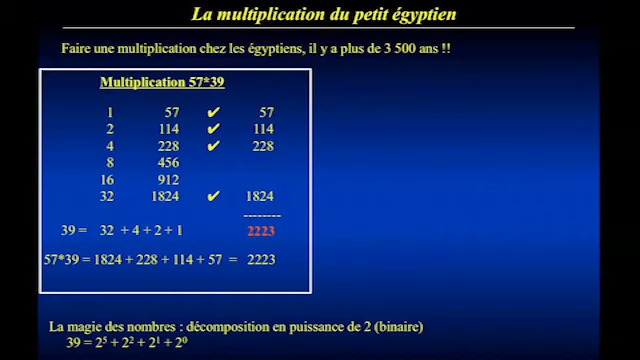 La multiplication du petit égyptien
Faire une multiplication chez les égyptiens, il y a plus de 3 500 ans !!
Multiplication 57*39
1 57 ✔ 57
2 114 ✔ 114
4 228 ✔ 228
8 456
16 912
32 1824 ✔ 1824
--------
39 = 32 + 4 + 2 + 1 2223
57*39 = 1824 + 228 + 114 + 57 = 2223
La magie des nombres : décomposition en puissance de 2 (binaire)
39 = 2⁵ + 2² + 2¹ + 2⁰